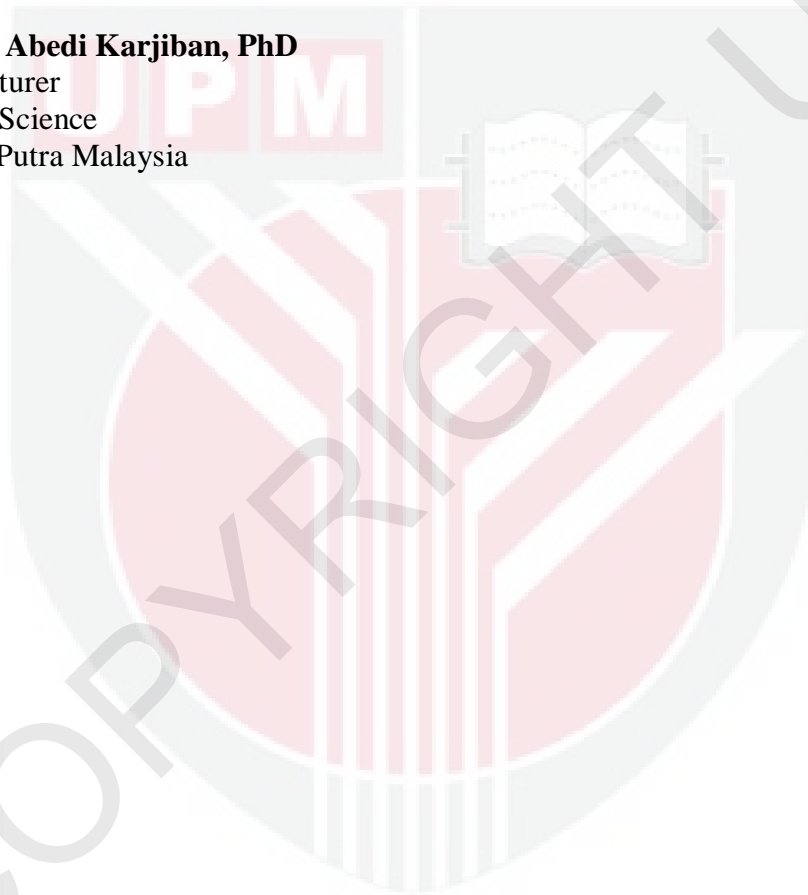 Abedi Karjiban, PhD
turer
Science
Putra Malaysia
UPM
COPYRIGHT U